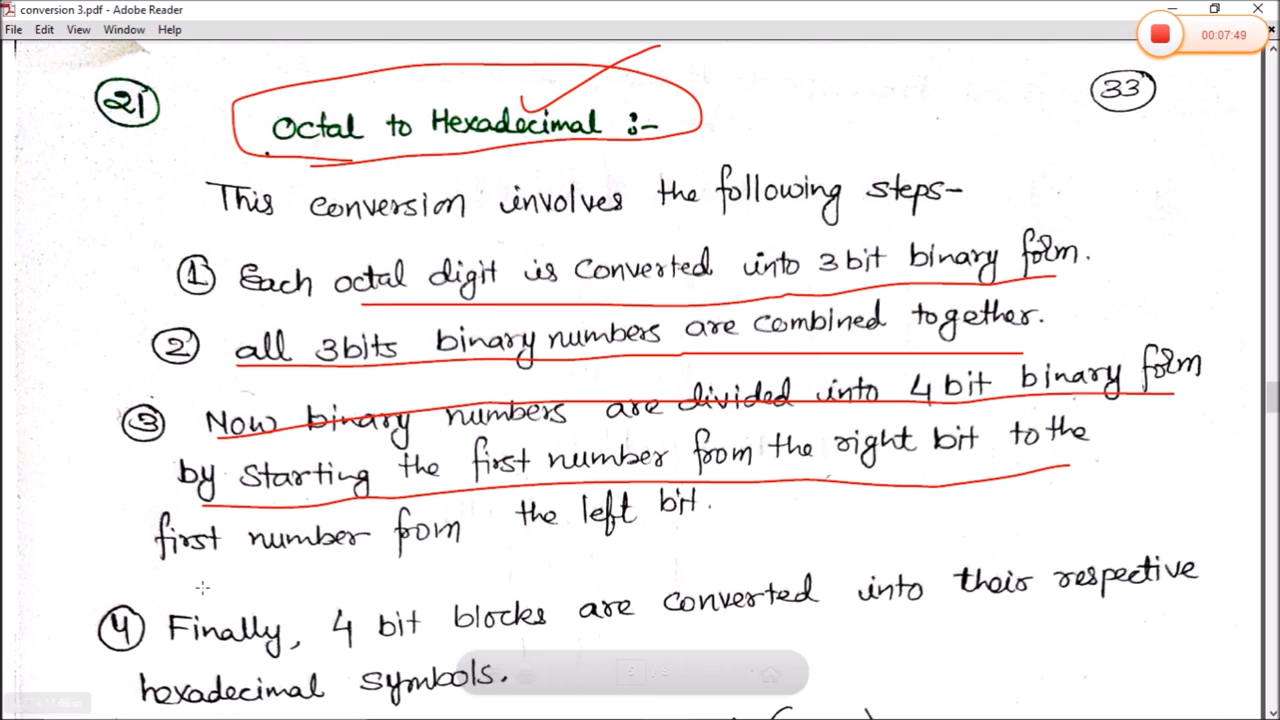 conversion 3.pdf - Adobe Reader
File Edit View Window Help
00:07:49
21
33
Octal to Hexadecimal :-
This conversion involves the following steps-
1 Each octal digit is converted into 3 bit binary form.
2 all 3 bits binary numbers are combined together.
3 Now binary numbers are divided into 4 bit binary form
by starting the first number from the right bit to the
first number from the left bit.
4 Finally, 4 bit blocks are converted into their respective
hexadecimal symbols.